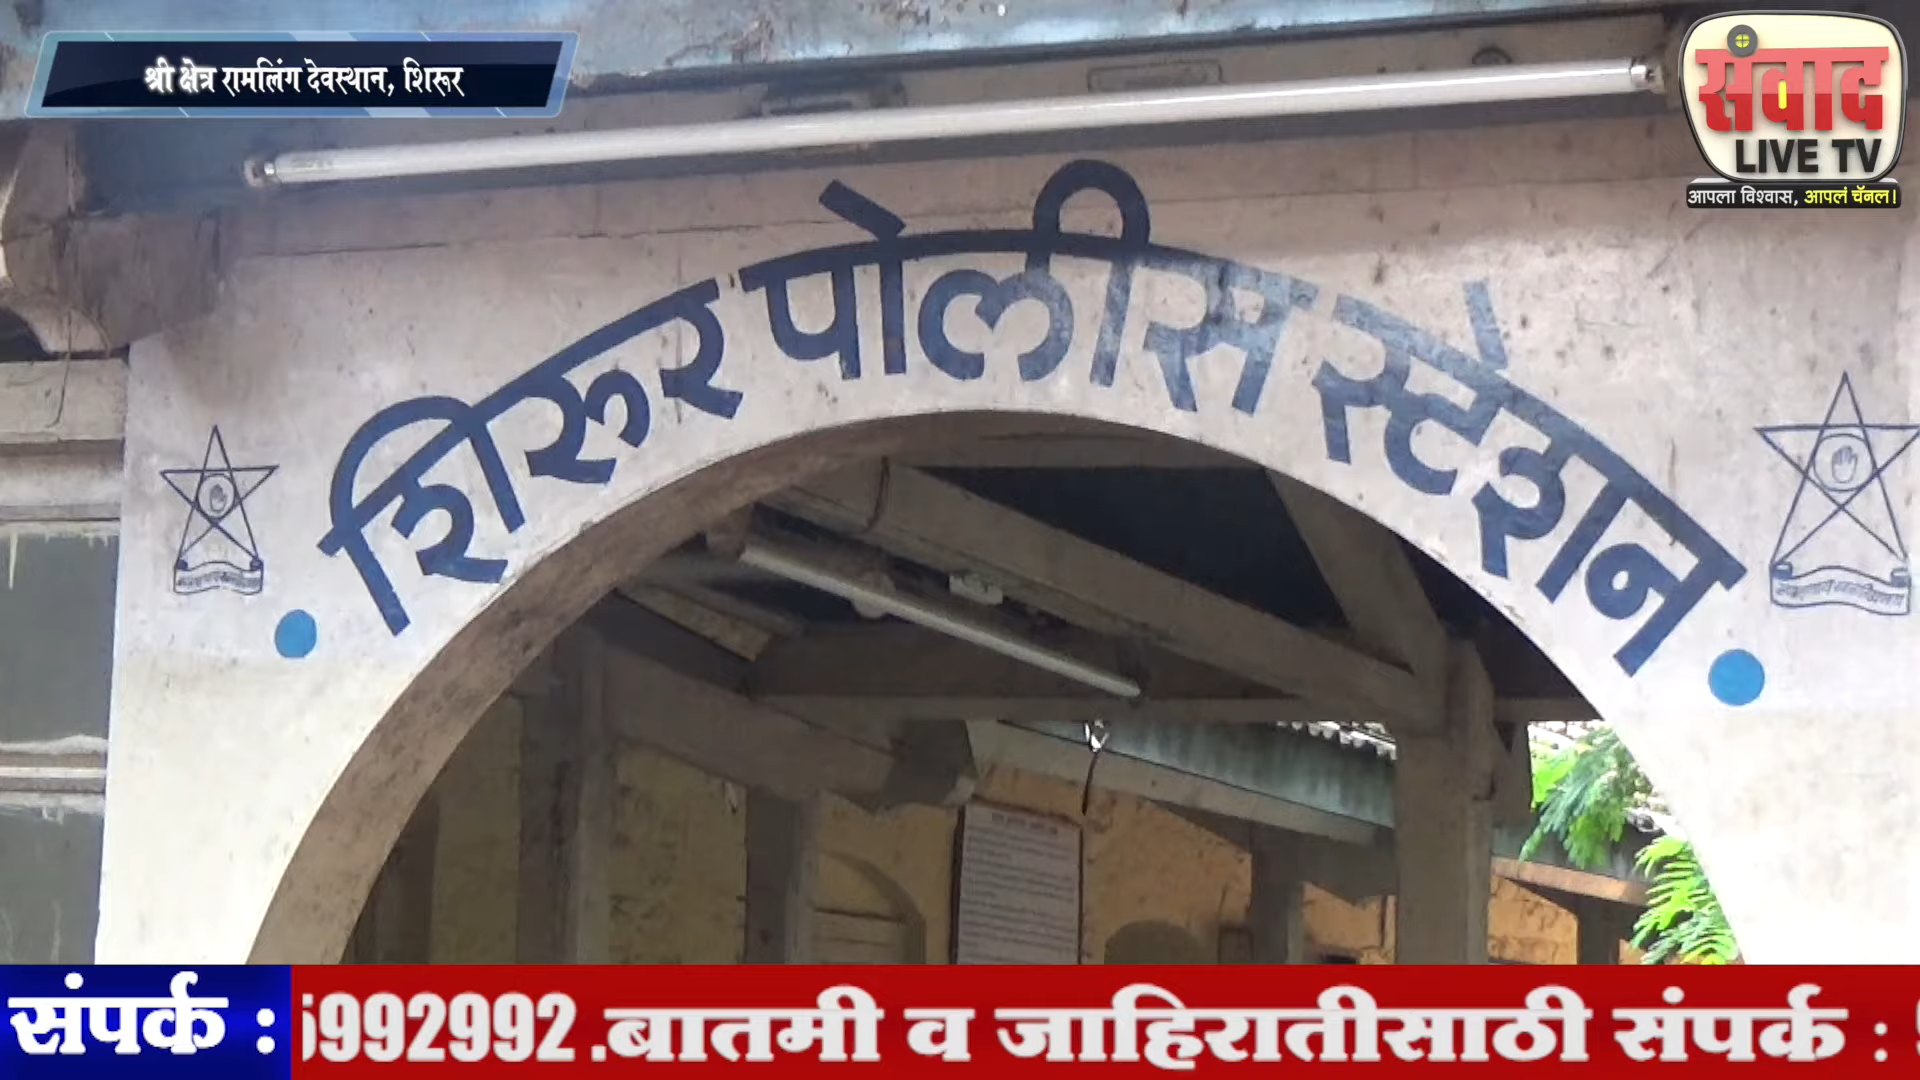 श्री क्षेत्र रामलिंग देवस्थान, शिरूर
संवाद
LIVE TV
आपला विश्वास, आपलं चॅनल!
शिरूर पोलीस स्टेशन
संपर्क :
992992 .बातमी व जाहिरातीसाठी संपर्क :